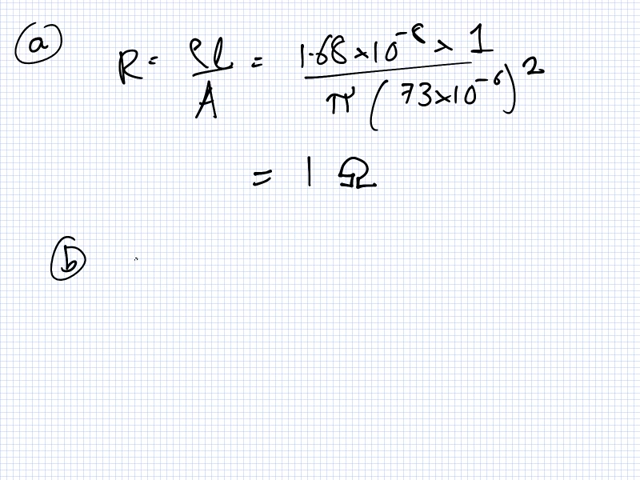 (a) R = ρl/A = 1.68×10⁻⁸ × 1 / π(73×10⁻⁶)²
= 1 Ω
(b)